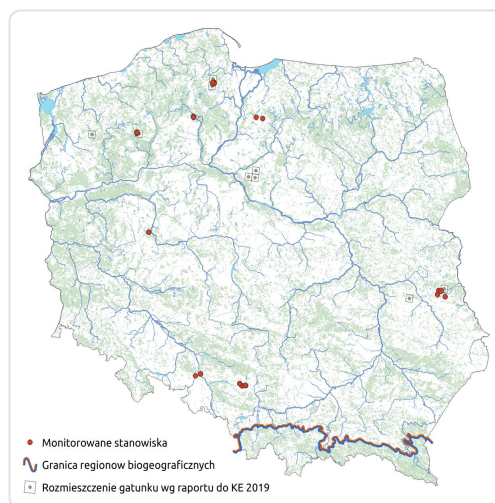 Monitorowane stanowiska
Granica regionow biogeograficznych
Rozmieszczenie gatunku wg raportu do KE 2019